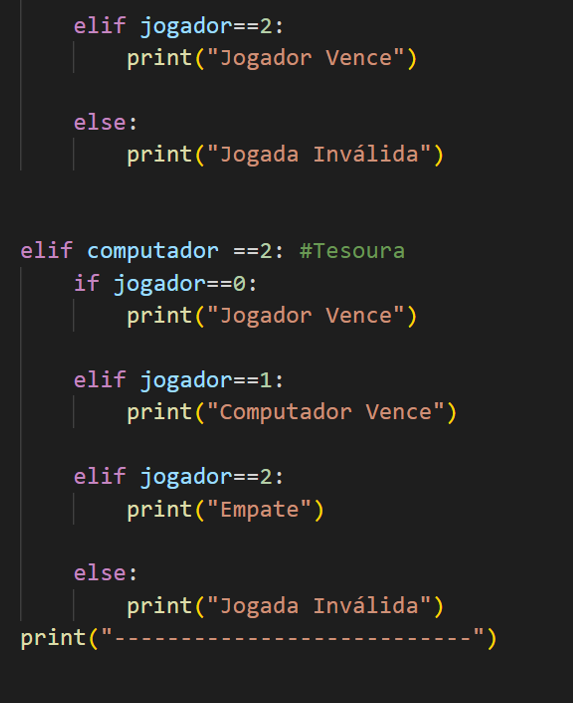 elif jogador==2:
print("Jogador Vence")
else:
print("Jogada Inválida")
elif computador ==2: #Tesoura
if jogador==0:
print("Jogador Vence")
elif jogador==1:
print("Computador Vence")
elif jogador==2:
print("Empate")
else:
print("Jogada Inválida")
print("---------------------------")